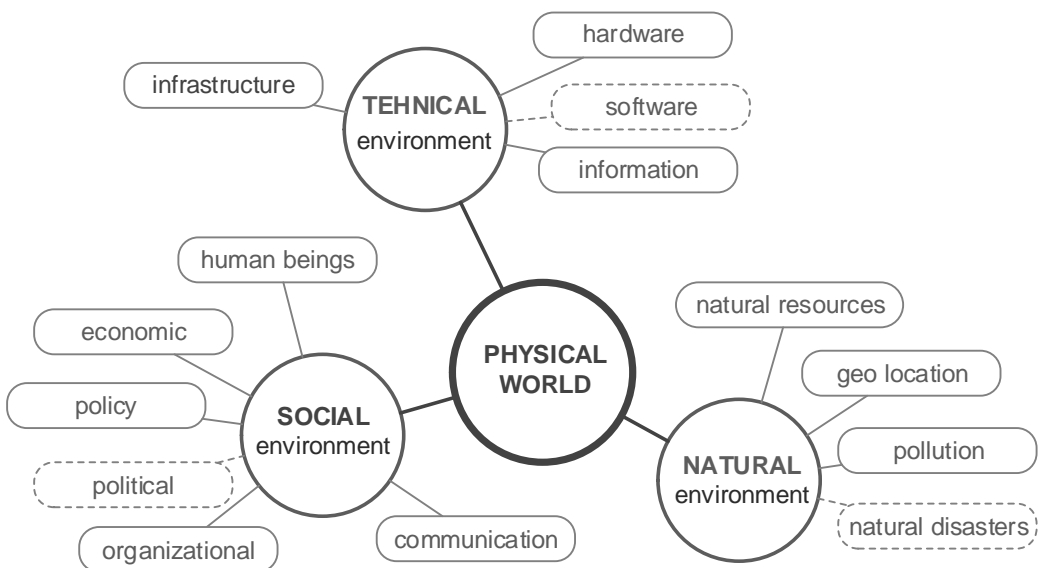 hardware
infrastructure
TEHNICAL
environment
software
information
human beings
economic
policy
SOCIAL
environment
political
organizational
communication
PHYSICAL
WORLD
natural resources
geo location
pollution
NATURAL
environment
natural disasters